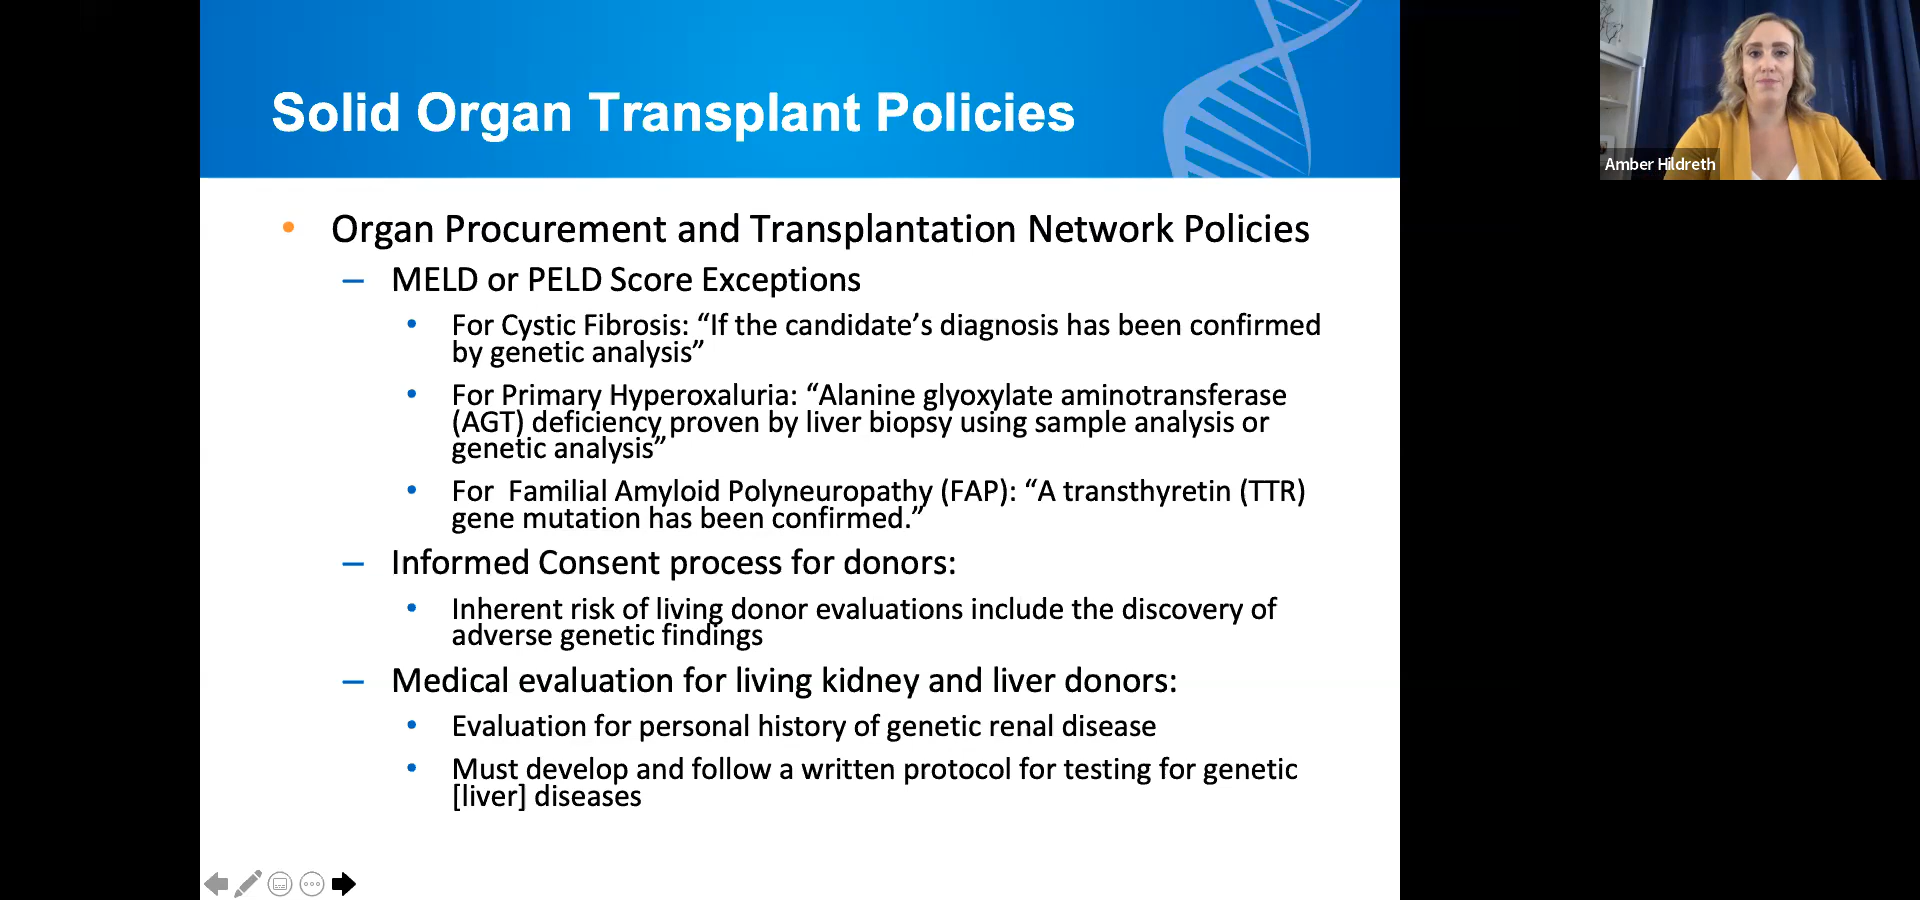 Solid Organ Transplant Policies
Amber Hildreth
• Organ Procurement and Transplantation Network Policies
– MELD or PELD Score Exceptions
• For Cystic Fibrosis: “If the candidate’s diagnosis has been confirmed
by genetic analysis”
• For Primary Hyperoxaluria: “Alanine glyoxylate aminotransferase
(AGT) deficiency proven by liver biopsy using sample analysis or
genetic analysis”
• For  Familial Amyloid Polyneuropathy (FAP): “A transthyretin (TTR)
gene mutation has been confirmed.”
– Informed Consent process for donors:
• Inherent risk of living donor evaluations include the discovery of
adverse genetic findings
– Medical evaluation for living kidney and liver donors:
• Evaluation for personal history of genetic renal disease
• Must develop and follow a written protocol for testing for genetic
[liver] diseases